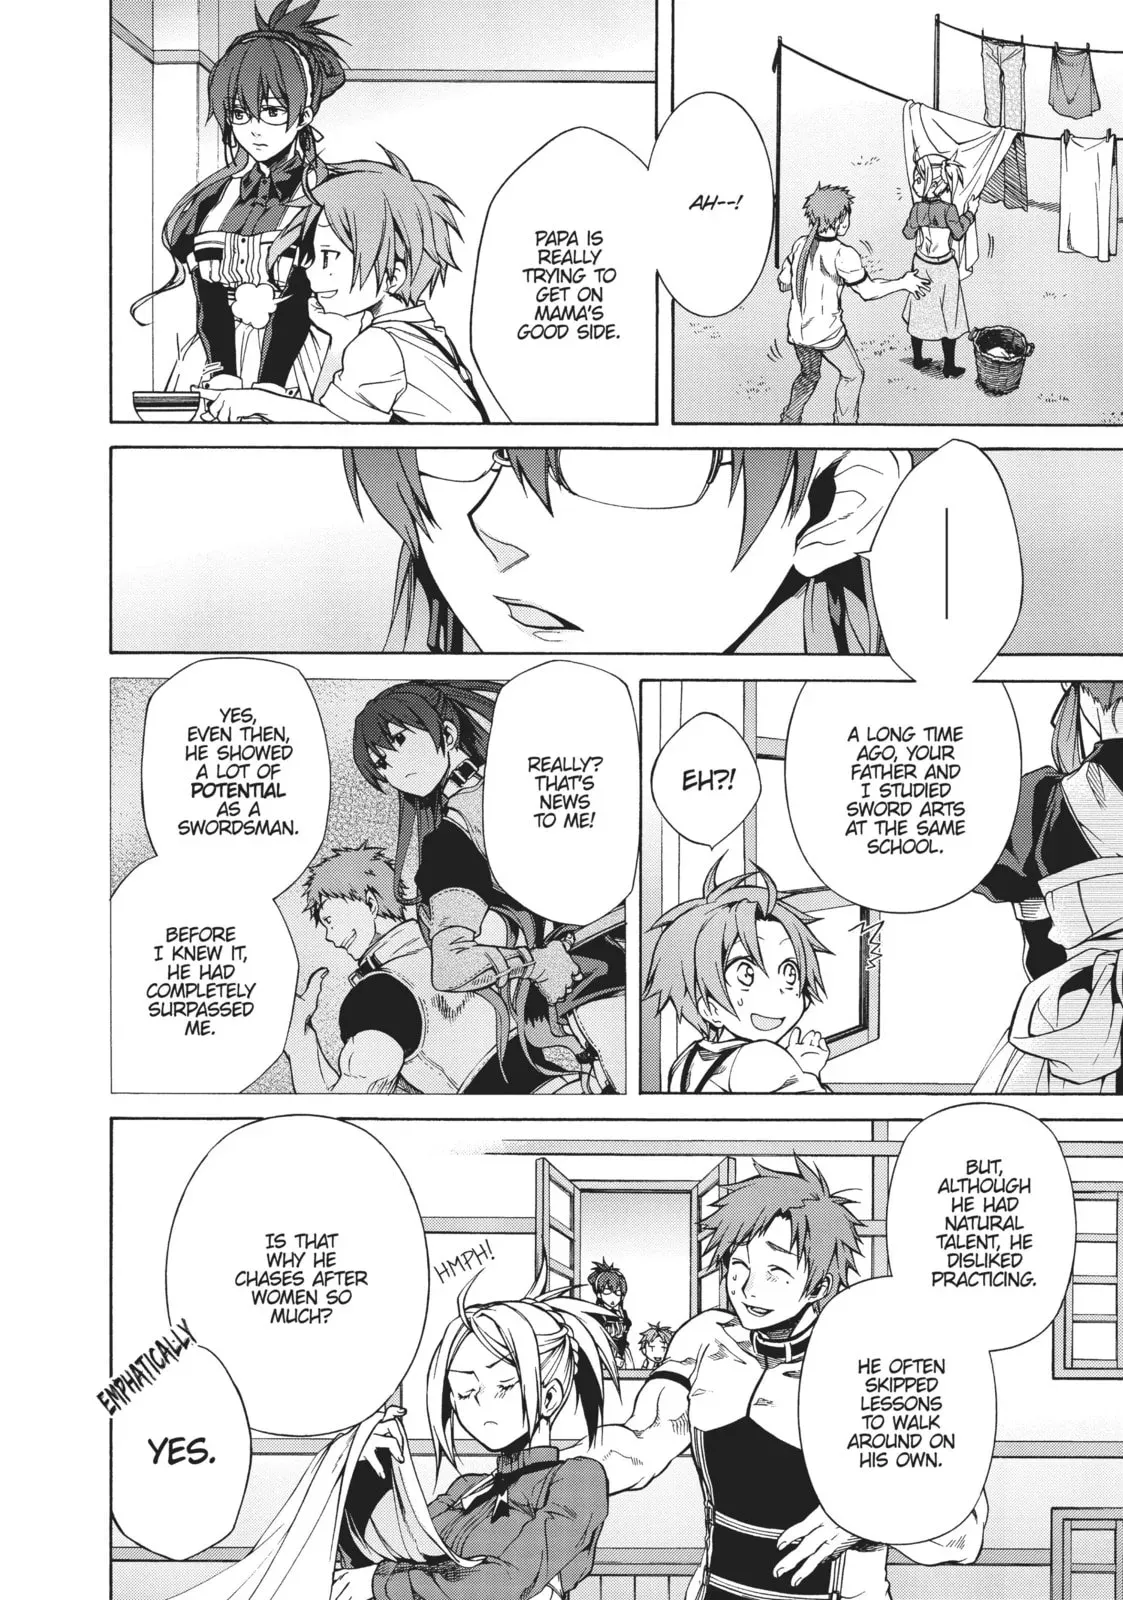 AH--!
PAPA IS
REALLY
TRYING TO
GET ON
MAMA'S
GOOD SIDE.
A LONG TIME
AGO, YOUR
FATHER AND
I STUDIED
SWORD ARTS
AT THE SAME
SCHOOL.
EH?!
REALLY?
THAT'S
NEWS
TO ME!
YES,
EVEN THEN,
HE SHOWED
A LOT OF
POTENTIAL
AS A
SWORDSMAN.
BEFORE
I KNEW IT,
HE HAD
COMPLETELY
SURPASSED
ME.
BUT,
ALTHOUGH
HE HAD
NATURAL
TALENT, HE
DISLIKED
PRACTICING.
HE OFTEN
SKIPPED
LESSONS
TO WALK
AROUND ON
HIS OWN.
HMPH!
IS THAT
WHY HE
CHASES AFTER
WOMEN SO
MUCH?
EMPHATICALLY
YES.